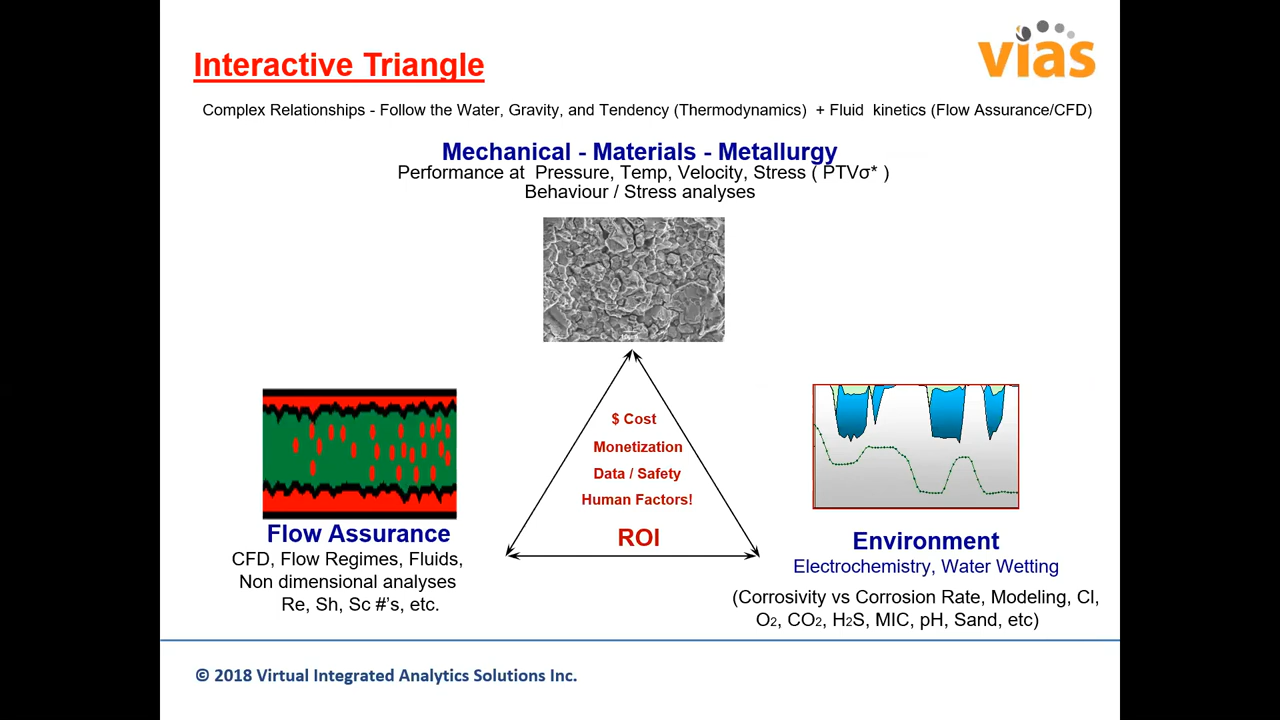 vias
Interactive Triangle
Complex Relationships - Follow the Water, Gravity, and Tendency (Thermodynamics) + Fluid kinetics (Flow Assurance/CFD)
Mechanical - Materials - Metallurgy
Performance at Pressure, Temp, Velocity, Stress ( PTVσ* )
Behaviour / Stress analyses
$ Cost
Monetization
Data / Safety
Human Factors!
ROI
Flow Assurance
CFD, Flow Regimes, Fluids,
Non dimensional analyses
Re, Sh, Sc #'s, etc.
Environment
Electrochemistry, Water Wetting
(Corrosivity vs Corrosion Rate, Modeling, Cl,
O2, CO2, H2S, MIC, pH, Sand, etc)
© 2018 Virtual Integrated Analytics Solutions Inc.